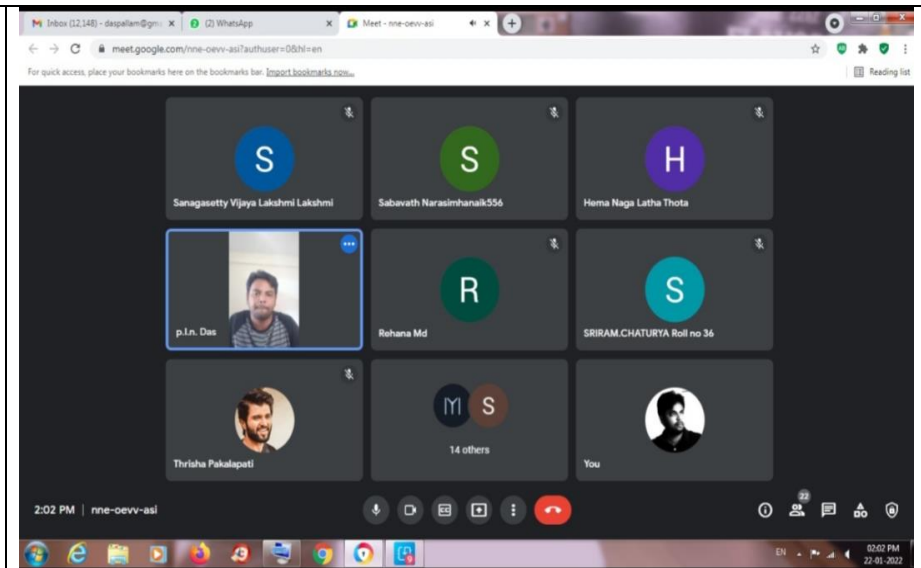 Inbox (12,148) - daspallam@gm
(2) WhatsApp
Meet - nne-oevv-asi
meet.google.com/nne-oevv-asi?authuser=0&hl=en
For quick access, place your bookmarks here on the bookmarks bar. Import bookmarks now...
Reading list
S
S
H
Sanagasetty Vijaya Lakshmi Lakshmi
Sabavath Narasimhanaik556
Hema Naga Latha Thota
R
S
p.l.n. Das
Rehana Md
SRIRAM.CHATURYA Roll no 36
M S
14 others
Thrisha Pakalapati
You
2:02 PM | nne-oevv-asi
CC
22
EN
02:02 PM
22-01-2022